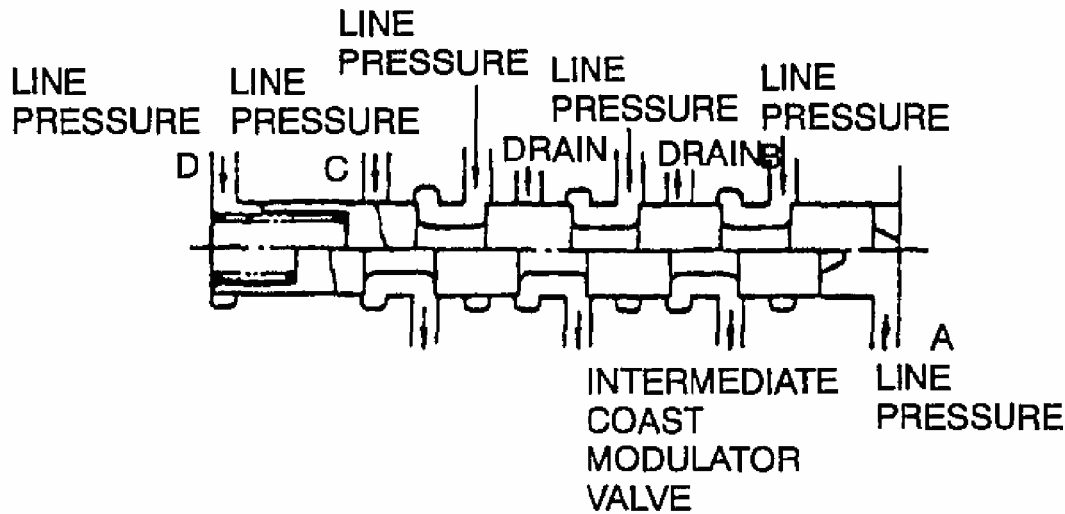 LINE
PRESSURE
LINE
PRESSURE
LINE
PRESSURE
LINE
PRESSURE
LINE
PRESSURE
D
C
DRAIN
DRAIN
B
A
INTERMEDIATE
COAST
MODULATOR
VALVE
LINE
PRESSURE